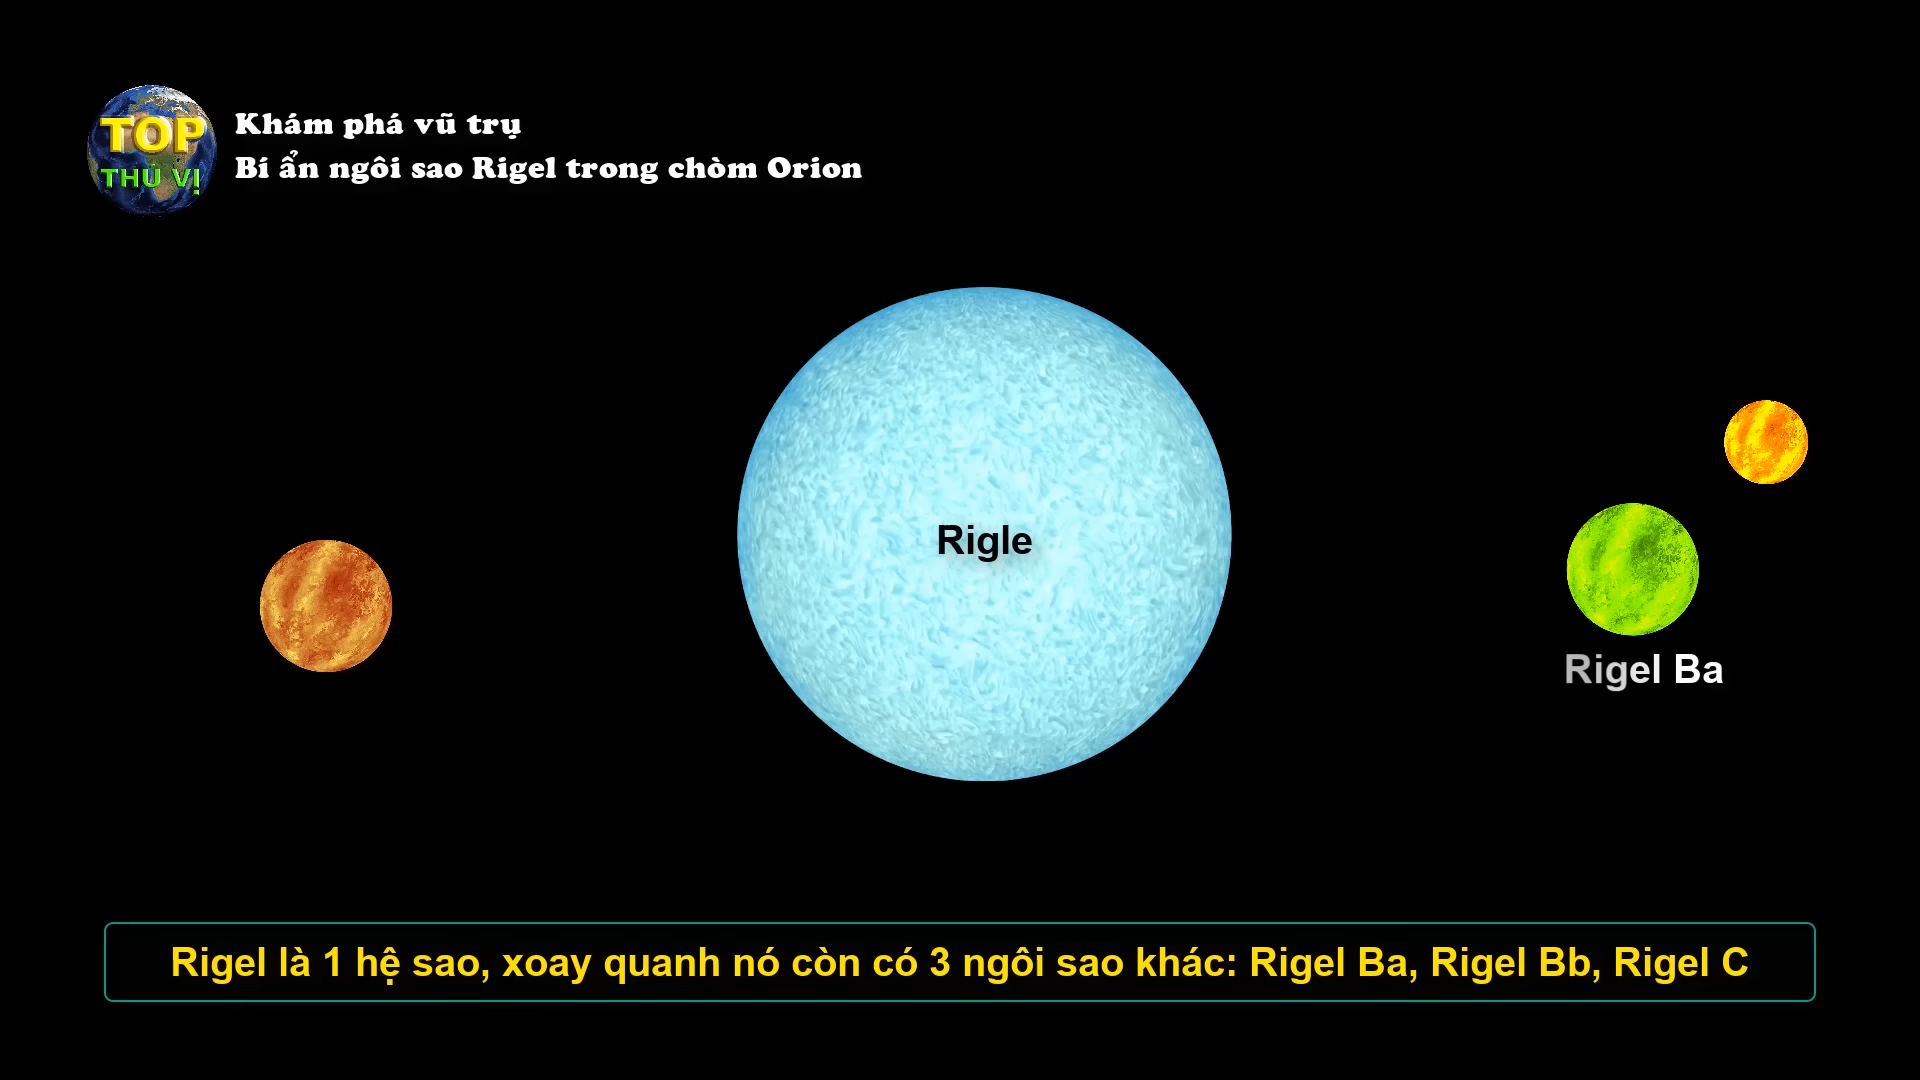 TOP
THÚ VỊ
Khám phá vũ trụ
Bí ẩn ngôi sao Rigel trong chòm Orion
Rigle
Rigel Ba
Rigel là 1 hệ sao, xoay quanh nó còn có 3 ngôi sao khác: Rigel Ba, Rigel Bb, Rigel C